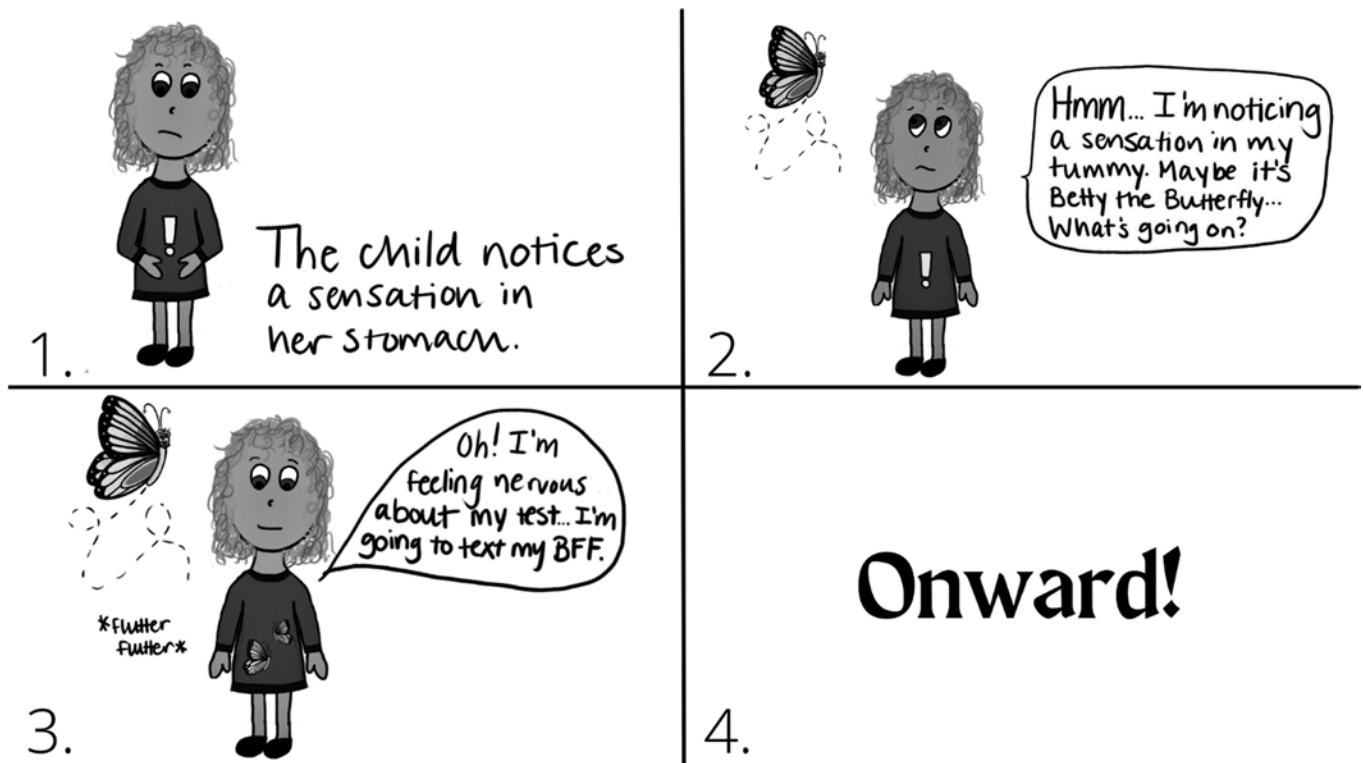 The child notices
a sensation in
her stomach.
1.
Hmm... I'm noticing
a sensation in my
tummy. Maybe it's
Betty the Butterfly...
What's going on?
!
2.
Oh! I'm
feeling nervous
about my test... I'm
going to text my BFF.
*flutter
flutter*
3.
Onward!
4.